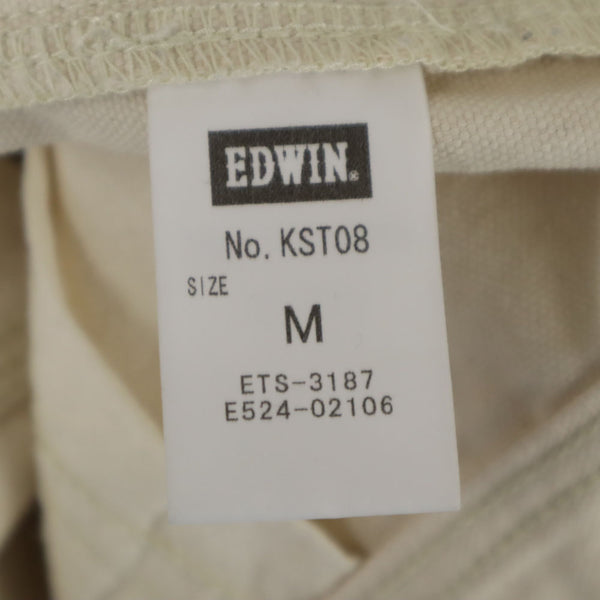 EDWIN®
No. KST08
SIZE
M
ETS-3187
E524-02106